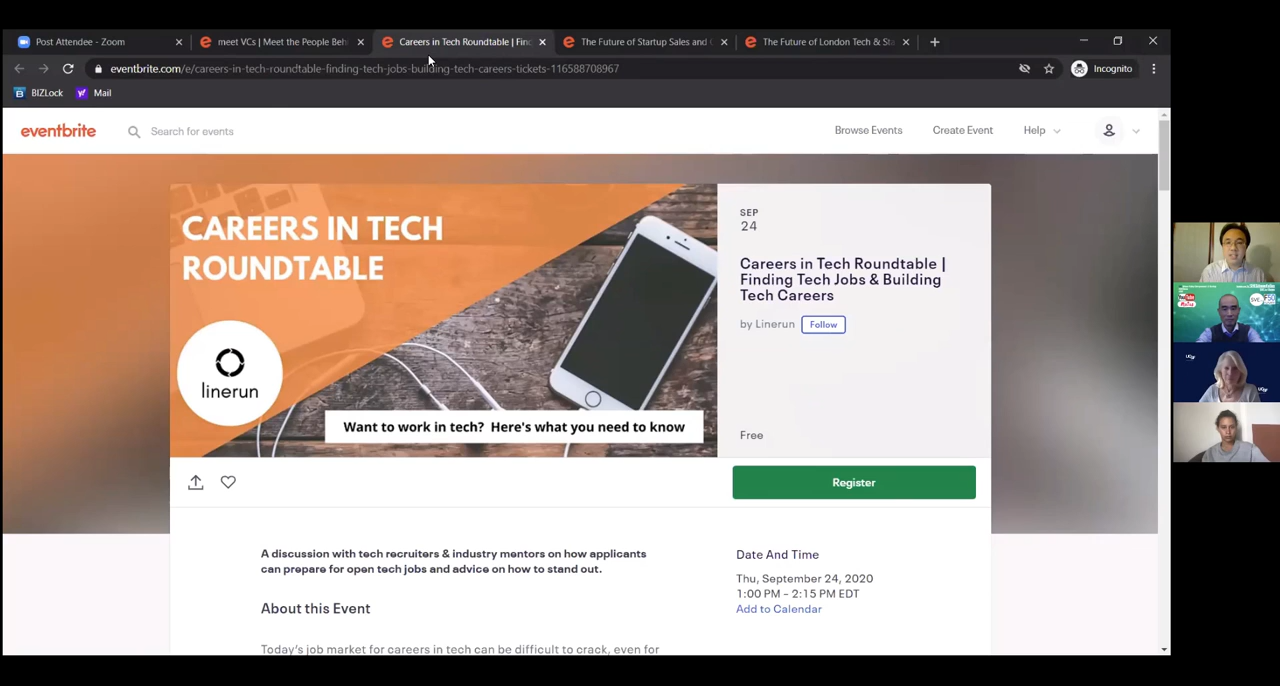 Post Attendee - Zoom
meet VCs | Meet the People Beh
Careers in Tech Roundtable | Fin
The Future of Startup Sales and
The Future of London Tech & Sta
eventbrite.com/e/careers-in-tech-roundtable-finding-tech-jobs-building-tech-careers-tickets-116588708967
Incognito
BIZLock
Mail
eventbrite
Search for events
Browse Events
Create Event
Help
CAREERS IN TECH
ROUNDTABLE
linerun
Want to work in tech? Here's what you need to know
SEP
24
Careers in Tech Roundtable |
Finding Tech Jobs & Building
Tech Careers
by Linerun
Follow
Free
Register
A discussion with tech recruiters & industry mentors on how applicants
can prepare for open tech jobs and advice on how to stand out.
About this Event
Today's job market for careers in tech can be difficult to crack, even for
Date And Time
Thu, September 24, 2020
1:00 PM – 2:15 PM EDT
Add to Calendar
YouTube
SVE
UCSF
UCSF